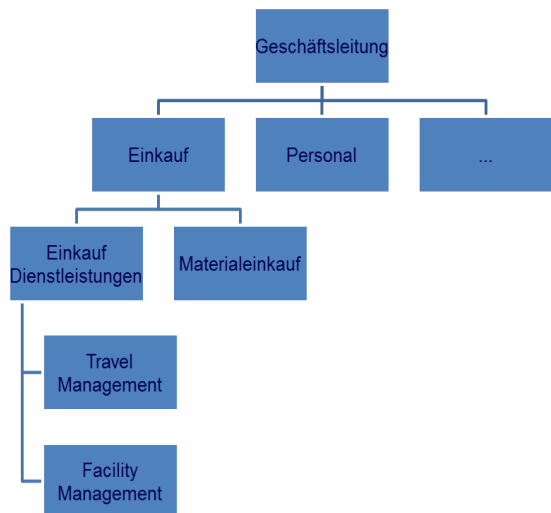 Geschäftsleitung
Einkauf
Personal
...
Einkauf
Dienstleistungen
Materialeinkauf
Travel
Management
Facility
Management